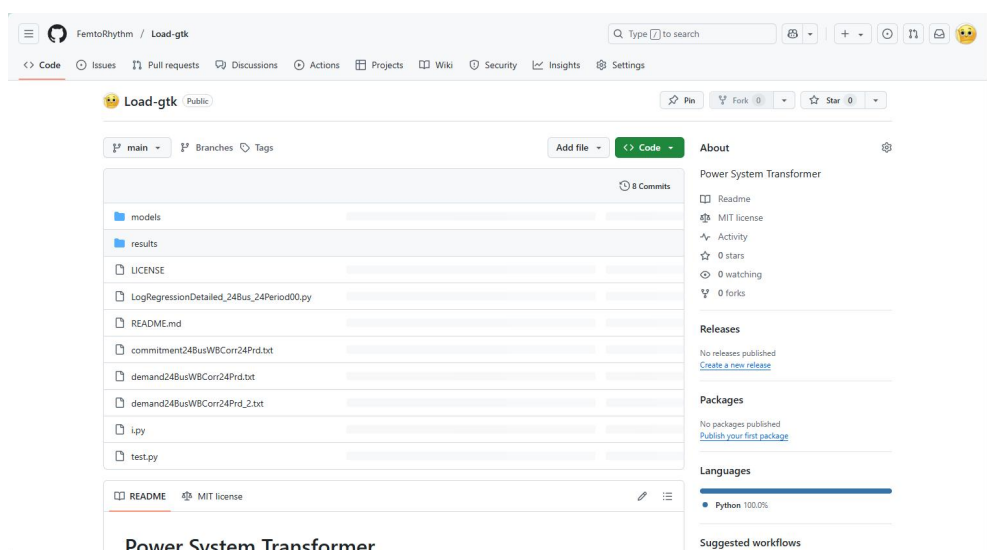 FemtoRhythm / Load-gtk
Type / to search
Code Issues Pull requests Discussions Actions Projects Wiki Security Insights Settings
Load-gtk Public
Pin Fork 0 Star 0
main Branches Tags Add file Code
8 Commits
models
results
LICENSE
LogRegressionDetailed_24Bus_24Period00.py
README.md
commitment24BusWBCorr24Prd.txt
demand24BusWBCorr24Prd.txt
demand24BusWBCorr24Prd_2.txt
i.py
test.py
README MIT license
Power System Transformer
About
Power System Transformer
Readme
MIT license
Activity
0 stars
0 watching
0 forks
Releases
No releases published
Create a new release
Packages
No packages published
Publish your first package
Languages
Python 100.0%
Suggested workflows